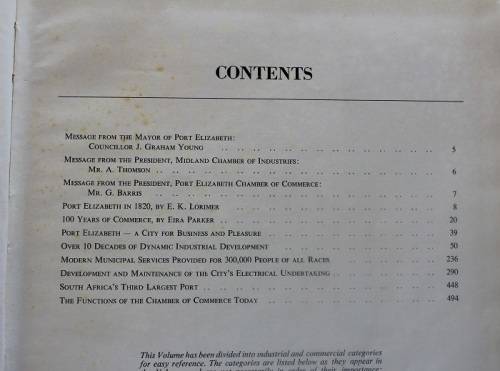 CONTENTS
MESSAGE FROM THE MAYOR OF PORT ELIZABETH:
COUNCILLOR J. GRAHAM YOUNG .. .. .. .. .. .. .. .. .. .. .. .. .. .. 5
MESSAGE FROM THE PRESIDENT, MIDLAND CHAMBER OF INDUSTRIES:
MR. A. THOMSON .. .. .. .. .. .. .. .. .. .. .. .. .. .. .. .. .. 6
MESSAGE FROM THE PRESIDENT, PORT ELIZABETH CHAMBER OF COMMERCE:
MR. G. BARRIS .. .. .. .. .. .. .. .. .. .. .. .. .. .. .. .. .. 7
PORT ELIZABETH IN 1820, BY E. K. LORIMER .. .. .. .. .. .. .. .. .. .. .. .. 8
100 YEARS OF COMMERCE, BY EIRA PARKER .. .. .. .. .. .. .. .. .. .. .. .. .. 20
PORT ELIZABETH — A CITY FOR BUSINESS AND PLEASURE .. .. .. .. .. .. .. .. .. .. 39
OVER 10 DECADES OF DYNAMIC INDUSTRIAL DEVELOPMENT .. .. .. .. .. .. .. .. .. 50
MODERN MUNICIPAL SERVICES PROVIDED FOR 300,000 PEOPLE OF ALL RACES .. .. .. .. .. 236
DEVELOPMENT AND MAINTENANCE OF THE CITY'S ELECTRICAL UNDERTAKING .. .. .. .. .. 290
SOUTH AFRICA'S THIRD LARGEST PORT .. .. .. .. .. .. .. .. .. .. .. .. .. 448
THE FUNCTIONS OF THE CHAMBER OF COMMERCE TODAY .. .. .. .. .. .. .. .. .. 494
This Volume has been divided into industrial and commercial categories
for easy reference. The categories are listed below as they appear in